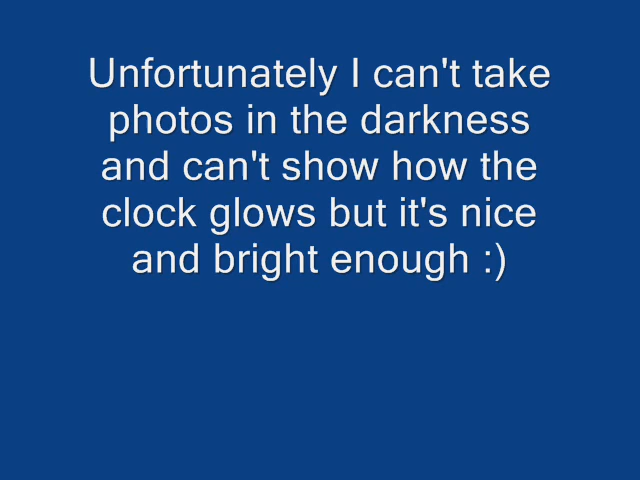 Unfortunately I can't take
photos in the darkness
and can't show how the
clock glows but it's nice
and bright enough :)